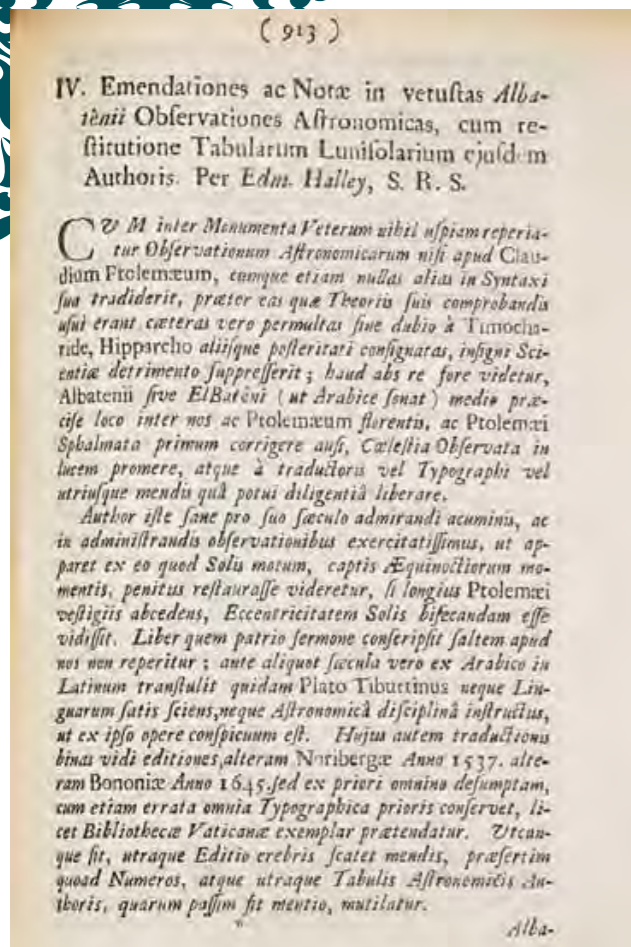 ( 913 )
IV. Emendationes ac Notæ in vetuſtas Alba-
tênii Obſervationes Aſtronomicas, cum re-
ſtitutione Tabularum Luniſolarium ejuſd m
Authoris. Per Edm. Halley, S. R. S.
CUM inter Monumenta Veterum nihil uſpiam reperia-
tur Obſervationum Aſtronomicarum niſi apud Clau-
dium Ptolemæum, cumque etiam nullas alias in Syntaxi
ſua tradiderit, præter eas quæ Theoriis ſuis comprobandis
uſui erant cæteras vero permultas ſine dubio à Timocha-
ride, Hipparcho aliiſque poſteritati conſignatas, inſigni Sci-
entiæ detrimento ſuppreſſerit ; haud abs re fore videtur,
Albatenii ſive ElBatêni ( ut Arabice ſonat ) medio præ-
ciſe loco inter nos ac Ptolemæum florentis, ac Ptolemæi
Sphalmata primum corrigere auſi, Cæleſtia Obſervata in
lucem promere, atque à traductoris vel Typographi vel
utriuſque mendis quâ potui diligentiâ liberare.
Author iſte ſane pro ſuo ſæculo admirandi acuminis, ac
in adminiſtrandis obſervationibus exercitatiſſimus, ut ap-
paret ex eo quod Solis motum, captis Æquinoctiorum mo-
mentis, penitus reſtauraſſe videretur, ſi longius Ptolemæi
veſtigiis abcedens, Eccentricitatem Solis biſecandam eſſe
vidiſſit. Liber quem patrio ſermone conſcripſit ſaltem apud
nos non reperitur ; ante aliquot ſæcula vero ex Arabico in
Latinum tranſtulit quidam Plato Tiburtinus neque Lin-
guarum ſatis ſciens, neque Aſtronomicâ diſciplinâ inſtructus,
ut ex ipſo opere conſpicuum eſt. Hujus autem traductionis
binas vidi editiones, alteram Noribergæ Anno 1537. alte-
ram Bononiæ Anno 1645. ſed ex priori omnino deſumptam,
cum etiam errata omnia Typographica prioris conſervet, li-
cet Bibliothecæ Vaticanæ exemplar prætendatur. Utcun-
que ſit, utraque Editio crebris ſcatet mendis, præſertim
quoad Numeros, atque utraque Tabulis Aſtronomicis Au-
thoris, quarum paſſim fit mentio, mutilatur.
Alba-